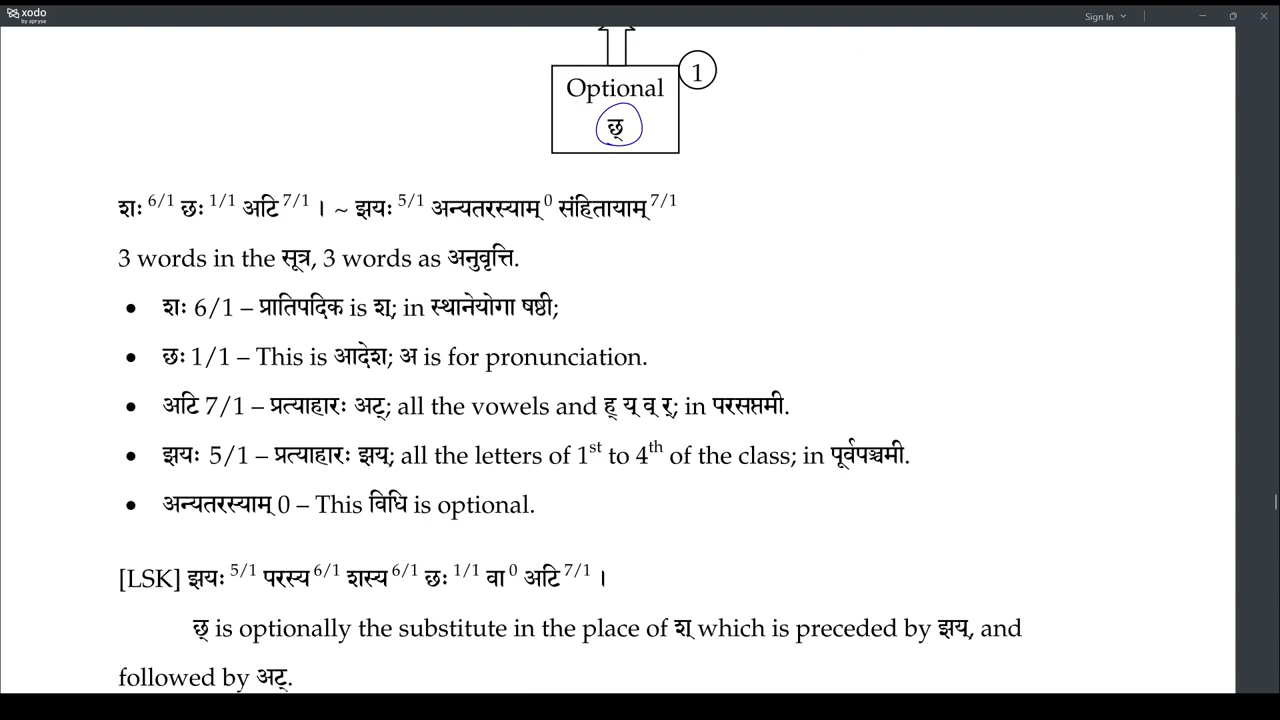 xodo
by apryse
Sign In
Optional
1
छ्
शः 6/1 छः 1/1 अटि 7/1 । ~ झयः 5/1 अन्यतरस्याम् 0 संहितायाम् 7/1
3 words in the सूत्र, 3 words as अनुवृत्ति.
• शः 6/1 – प्रातिपदिक is श्; in स्थानेयोगा षष्ठी;
• छः 1/1 – This is आदेश; अ is for pronunciation.
• अटि 7/1 – प्रत्याहारः अट्; all the vowels and ह् य् व् र्; in परसप्तमी.
• झयः 5/1 – प्रत्याहारः झय्; all the letters of 1st to 4th of the class; in पूर्वपञ्चमी.
• अन्यतरस्याम् 0 – This विधि is optional.
[LSK] झयः 5/1 परस्य 6/1 शस्य 6/1 छः 1/1 वा 0 अटि 7/1 ।
छ् is optionally the substitute in the place of श् which is preceded by झय्, and
followed by अट्.